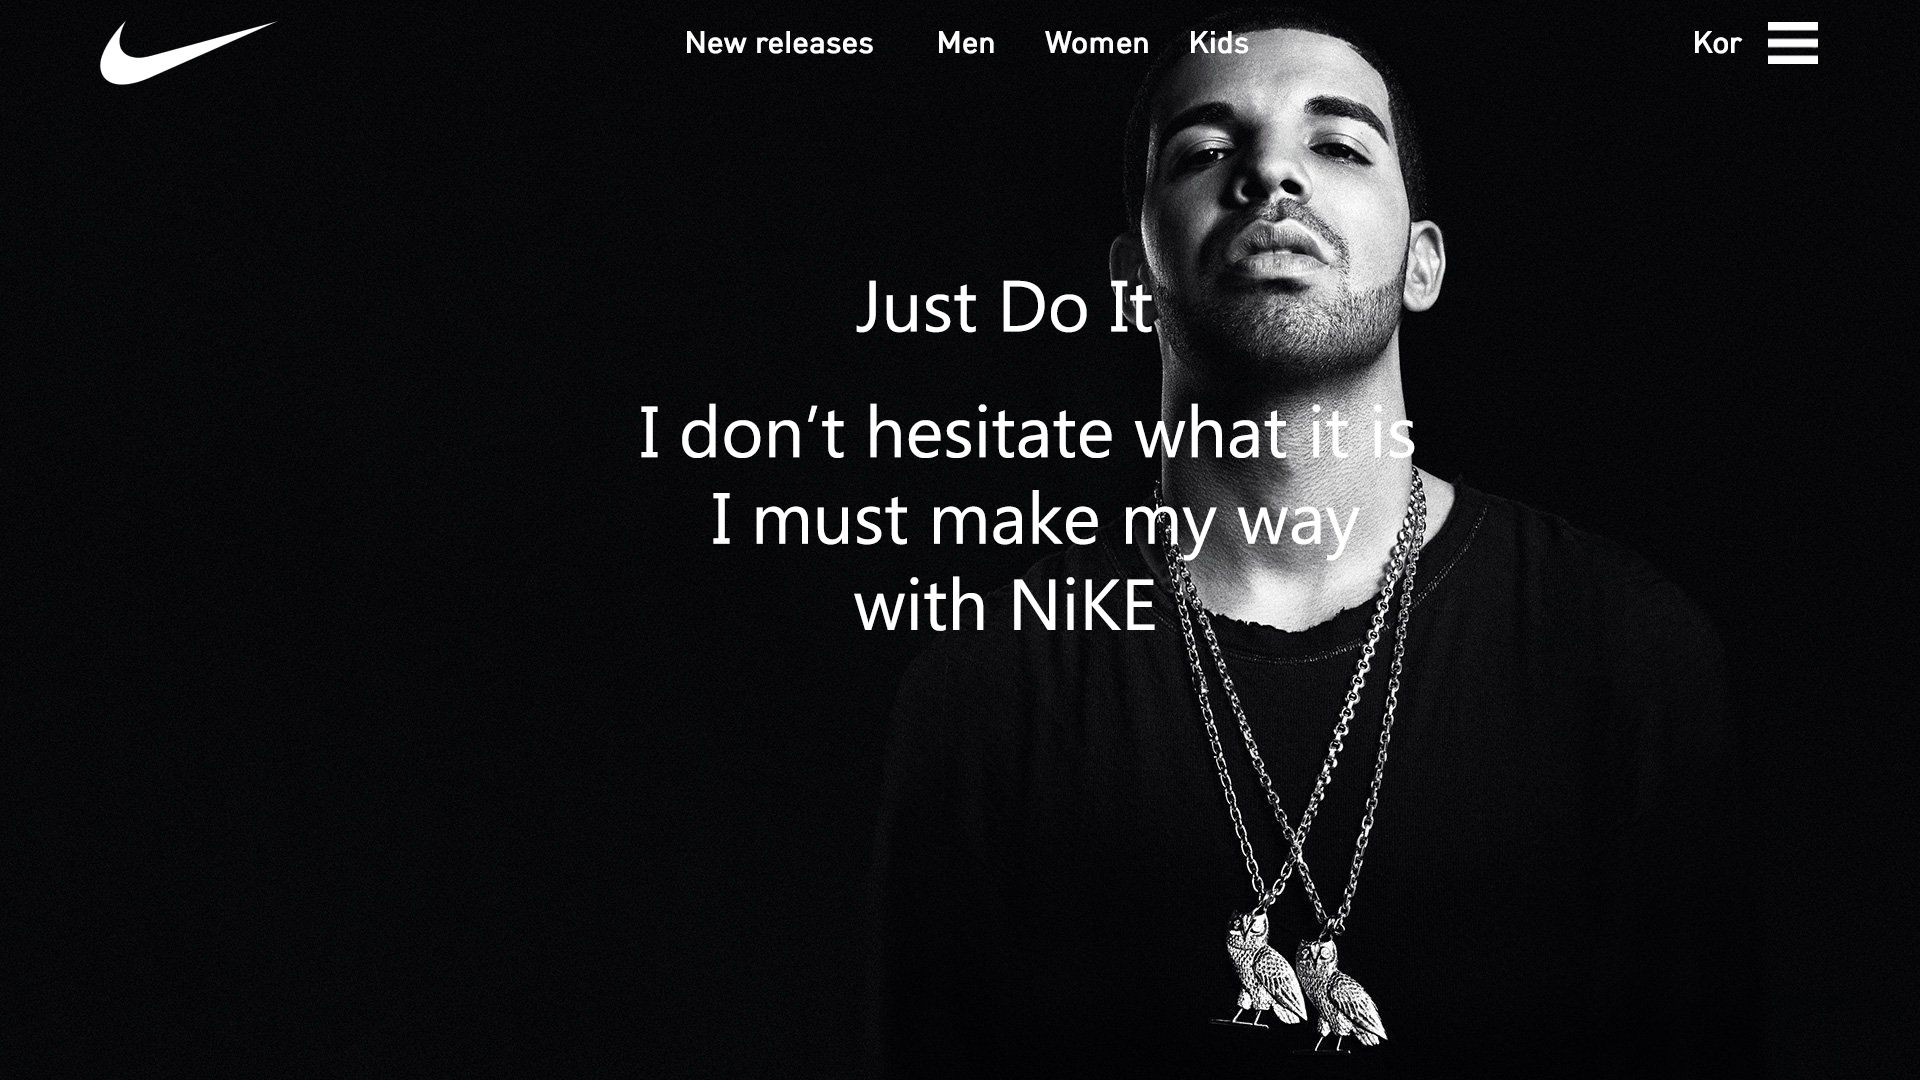 New releases Men Women Kids Kor
Just Do It
I don’t hesitate what it is
I must make my way
with NiKE